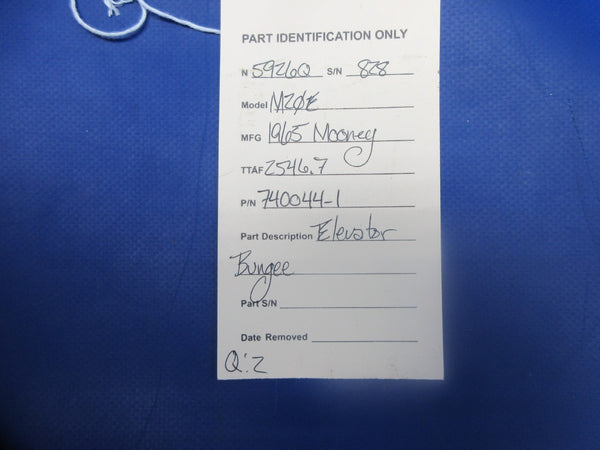 PART IDENTIFICATION ONLY
N 5926Q S/N 828
Model M20E
MFG 1965 Mooney
TTAF 2546.7
P/N 740044-1
Part Description Elevator
Bungee
Part S/N
Date Removed
Q:2